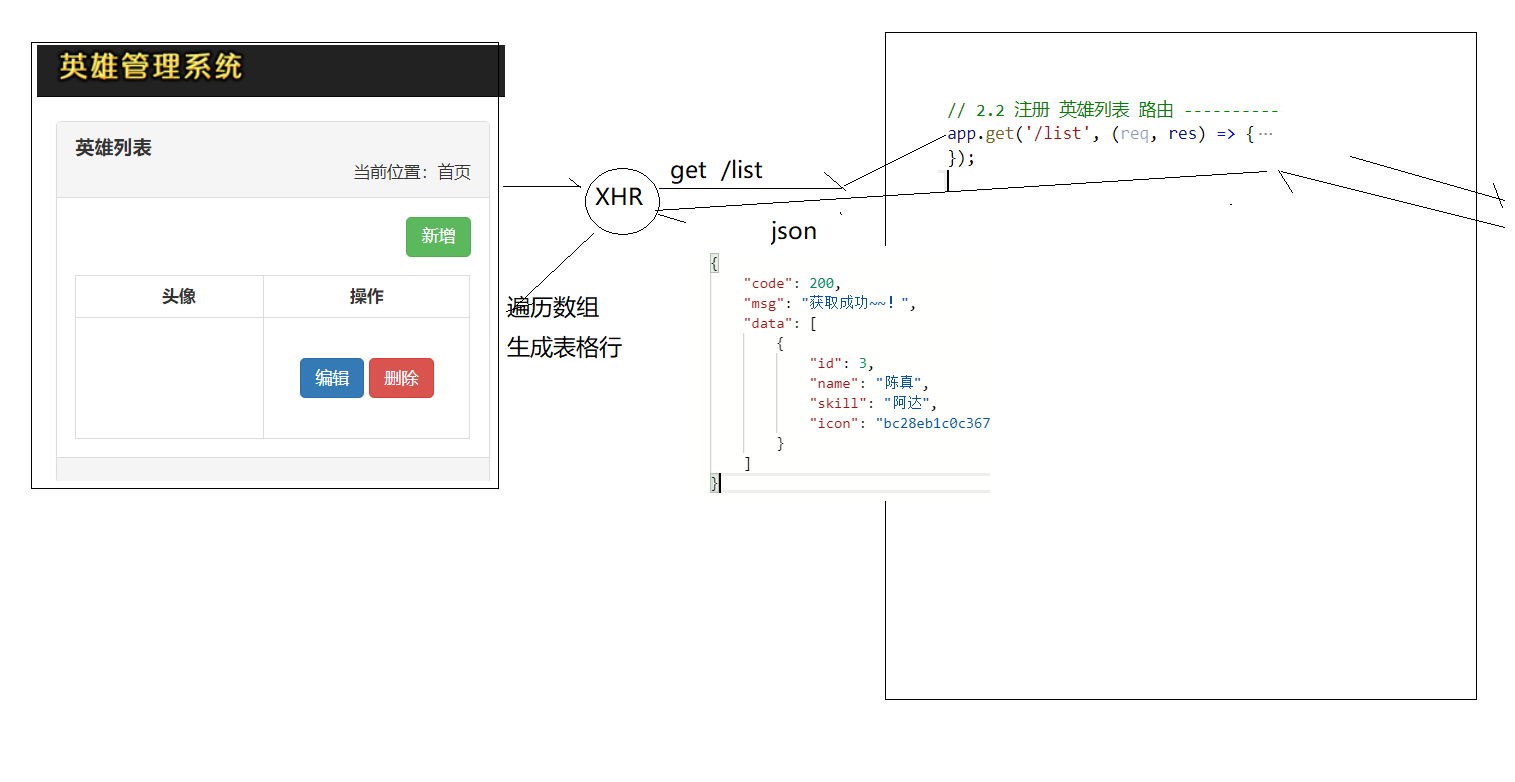 英雄管理系统
英雄列表
当前位置：首页
新增
头像 操作
编辑 删除
XHR
get /list
json
遍历数组
生成表格行
{
"code": 200,
"msg": "获取成功~~！",
"data": [
{
"id": 3,
"name": "陈真",
"skill": "阿达",
"icon": "bc28eb1c0c367
}
]
}
// 2.2 注册 英雄列表 路由 ----------
app.get('/list', (req, res) => {···
});